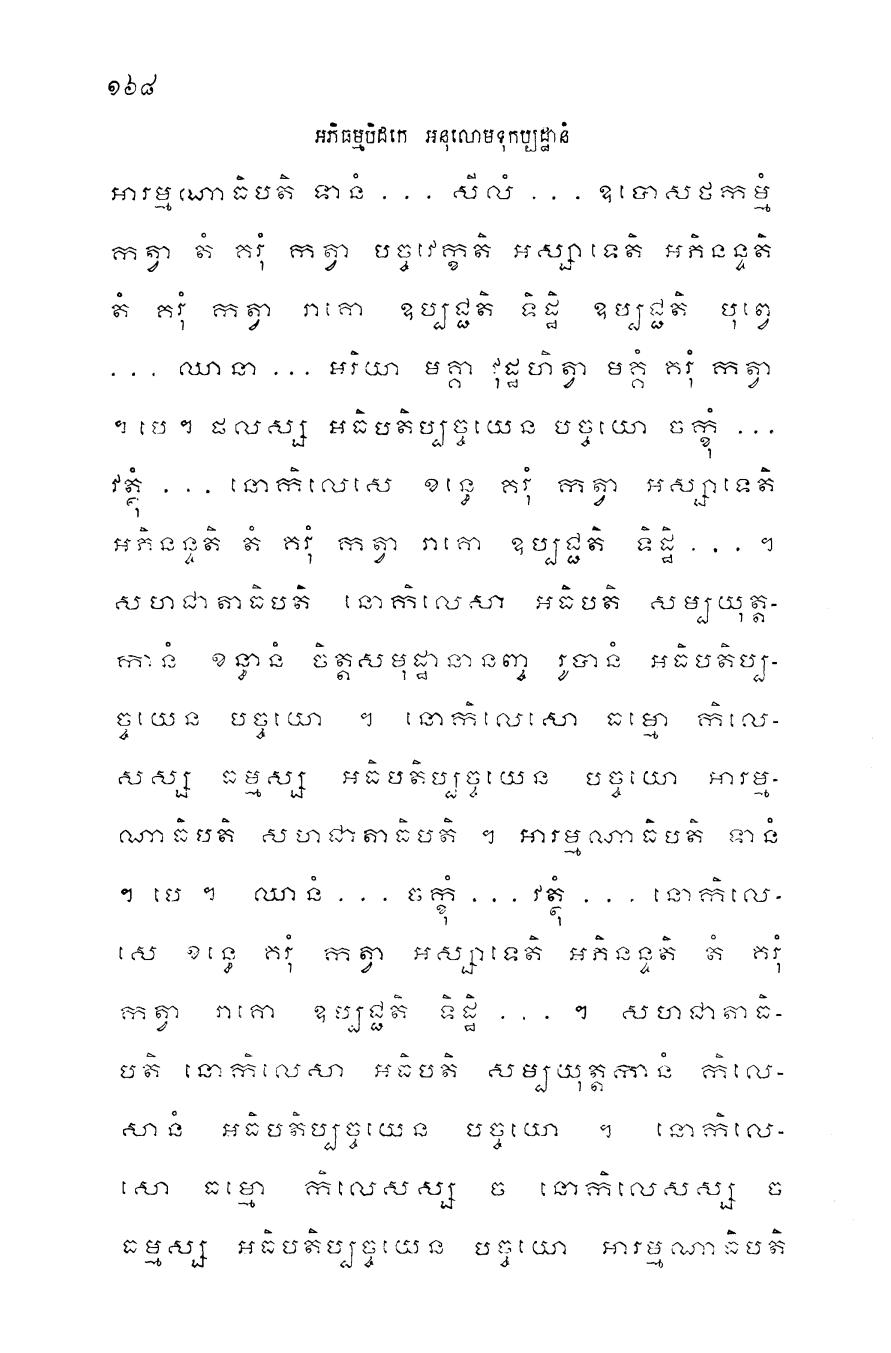 ១៦៨
អភិធម្មបិដកេ អនុលោមទុកប្បដ្ឋានំ
អារម្មណាធិបតិ ទានំ . . . សីលំ . . . ឧបោសថកម្មំ
កត្វា តំ គរុំ កត្វា បច្ចវេក្ខតិ អស្សាទេតិ អភិនន្ទតិ
តំ គរុំ កត្វា រាគោ ឧប្បជ្ជតិ ទិដ្ឋិ ឧប្បជ្ជតិ បុព្វេ
. . . ឈានា . . . អរិយា មគ្គា វុដ្ឋហិត្វា មគ្គំ គរុំ កត្វា
។ បេ ។ ផលស្ស អធិបតិប្បច្ចយេន បច្ចយោ ចក្ខុំ . . .
វត្ថុំ . . . នោកិលេសេ ខន្ធេ គរុំ កត្វា អស្សាទេតិ
អភិនន្ទតិ តំ គរុំ កត្វា រាគោ ឧប្បជ្ជតិ ទិដ្ឋិ . . . ។
សហជាតាធិបតិ នោកិលេសា អធិបតិ សម្បយុត្ត-
កានំ ខន្ធានំ ចិត្តសមុដ្ឋានានញ្ច រូបានំ អធិបតិប្ប-
ច្ចយេន បច្ចយោ ។ នោកិលេសោ ធម្មោ កិលេ-
សស្ស ធម្មស្ស អធិបតិប្បច្ចយេន បច្ចយោ អារម្ម-
ណាធិបតិ សហជាតាធិបតិ ។ អារម្មណាធិបតិ ទានំ
។ បេ ។ ឈានំ . . . ចក្ខុំ . . . វត្ថុំ . . . នោកិលេ-
សេ ខន្ធេ គរុំ កត្វា អស្សាទេតិ អភិនន្ទតិ តំ គរុំ
កត្វា រាគោ ឧប្បជ្ជតិ ទិដ្ឋិ . . . ។ សហជាតាធិ-
បតិ នោកិលេសា អធិបតិ សម្បយុត្តកានំ កិលេ-
សានំ អធិបតិប្បច្ចយេន បច្ចយោ ។ នោកិលេ-
សោ ធម្មោ កិលេសស្ស ច នោកិលេសស្ស ច
ធម្មស្ស អធិបតិប្បច្ចយេន បច្ចយោ អារម្មណាធិបតិ